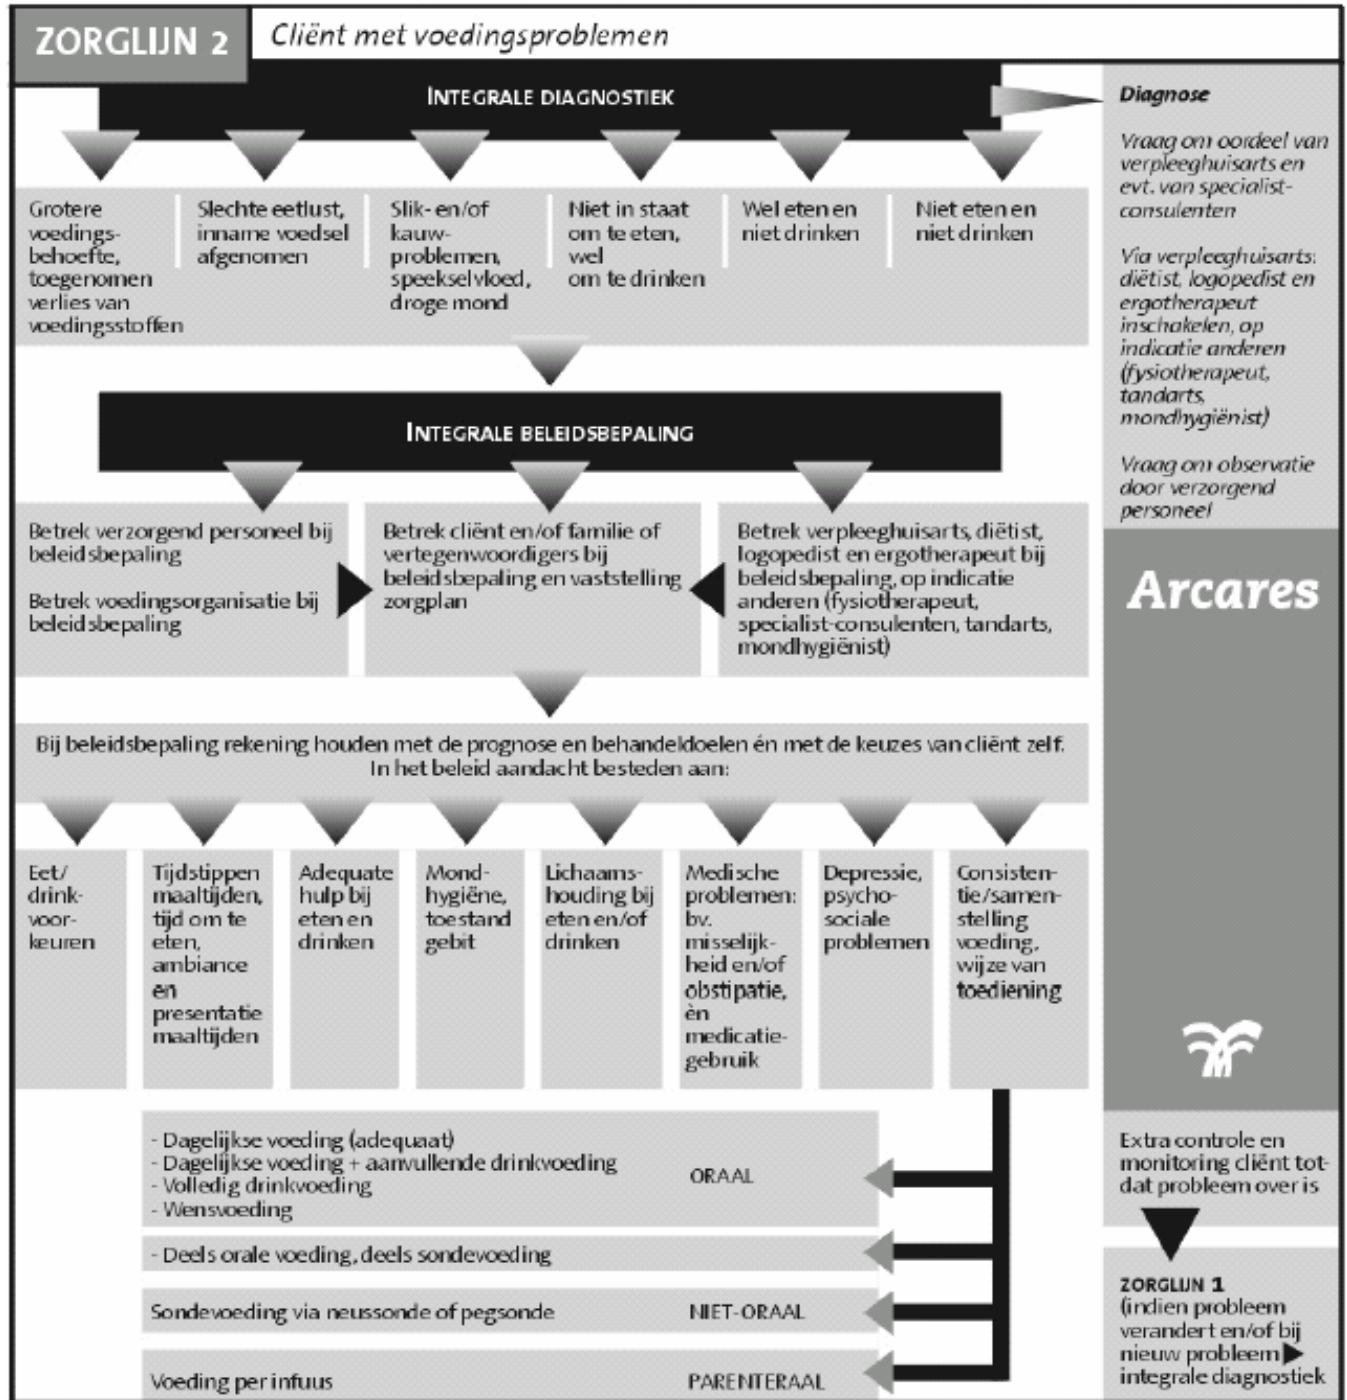 ZORGLIJN 2
Cliënt met voedingsproblemen
INTEGRALE DIAGNOSTIEK
Grotere
voedings-
behoefte,
toegenomen
verlies van
voedingsstoffen
Slechte eetlust,
inname voedsel
afgenomen
Slik- en/of
kauw-
problemen,
speekselvloed,
droge mond
Niet in staat
om te eten,
wel
om te drinken
Wel eten en
niet drinken
Niet eten en
niet drinken
INTEGRALE BELEIDSBEPALING
Betrek verzorgend personeel bij
beleidsbepaling
Betrek voedingsorganisatie bij
beleidsbepaling
Betrek cliënt en/of familie of
vertegenwoordigers bij
beleidsbepaling en vaststelling
zorgplan
Betrek verpleeghuisarts, diëtist,
logopedist en ergotherapeut bij
beleidsbepaling, op indicatie
anderen (fysiotherapeut,
specialist-consulenten, tandarts,
mondhygiënist)
Bij beleidsbepaling rekening houden met de prognose en behandeldoelen én met de keuzes van cliënt zelf.
In het beleid aandacht besteden aan:
Eet/
drink-
voor-
keuren
Tijdstippen
maaltijden,
tijd om te
eten,
ambiance
en
presentatie
maaltijden
Adequate
hulp bij
eten en
drinken
Mond-
hygiëne,
toestand
gebit
Lichaams-
houding bij
eten en/of
drinken
Medische
problemen:
bv.
misselijk-
heid en/of
obstipatie,
èn
medicatie-
gebruik
Depressie,
psycho-
sociale
problemen
Consisten-
tie/samen-
stelling
voeding,
wijze van
toediening
- Dagelijkse voeding (adequaat)
- Dagelijkse voeding + aanvullende drinkvoeding
- Volledig drinkvoeding
- Wensvoeding
ORAAL
- Deels orale voeding, deels sondevoeding
Sondevoeding via neussonde of pegsonde
NIET-ORAAL
Voeding per infuus
PARENTERAAL
Diagnose
Vraag om oordeel van
verpleeghuisarts en
evt. van specialist-
consulenten
Via verpleeghuisarts:
diëtist, logopedist en
ergotherapeut
inschakelen, op
indicatie anderen
(fysiotherapeut,
tandarts,
mondhygiënist)
Vraag om observatie
door verzorgend
personeel
Arcares
Extra controle en
monitoring cliënt tot-
dat probleem over is
ZORGLIJN 1
(indien probleem
verandert en/of bij
nieuw probleem
integrale diagnostiek